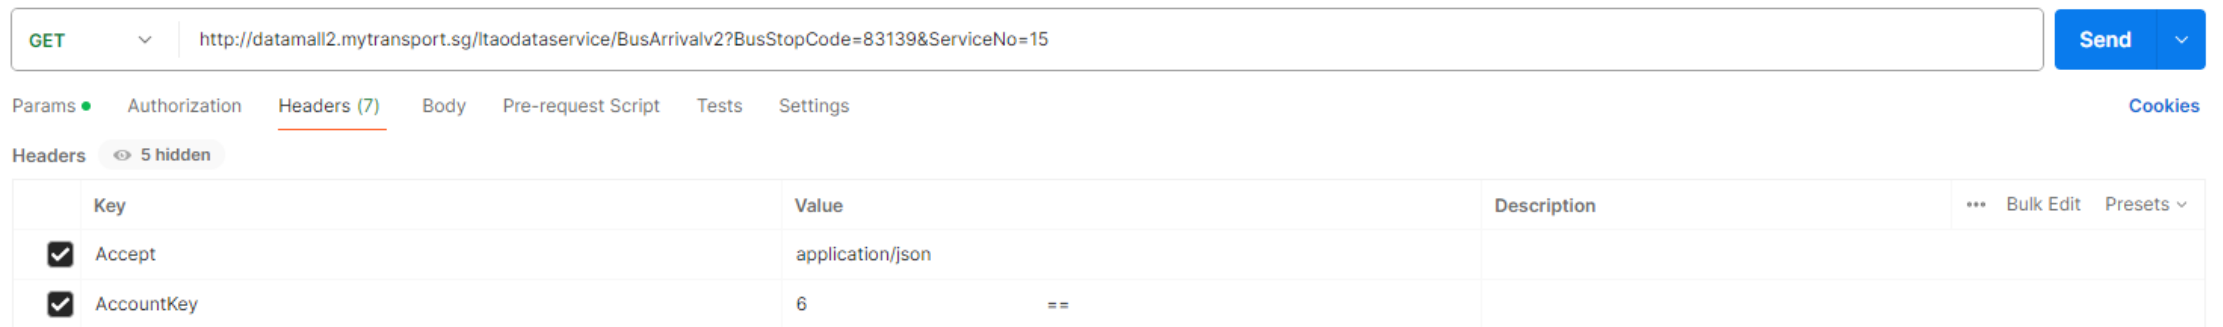 GET http://datamall2.mytransport.sg/ltaodataservice/BusArrivalv2?BusStopCode=83139&ServiceNo=15 Send
Params Authorization Headers (7) Body Pre-request Script Tests Settings Cookies
Headers 5 hidden
Key Value Description ••• Bulk Edit Presets
Accept application/json
AccountKey 6 ==